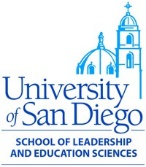 University
of San Diego
SCHOOL OF LEADERSHIP
AND EDUCATION SCIENCES